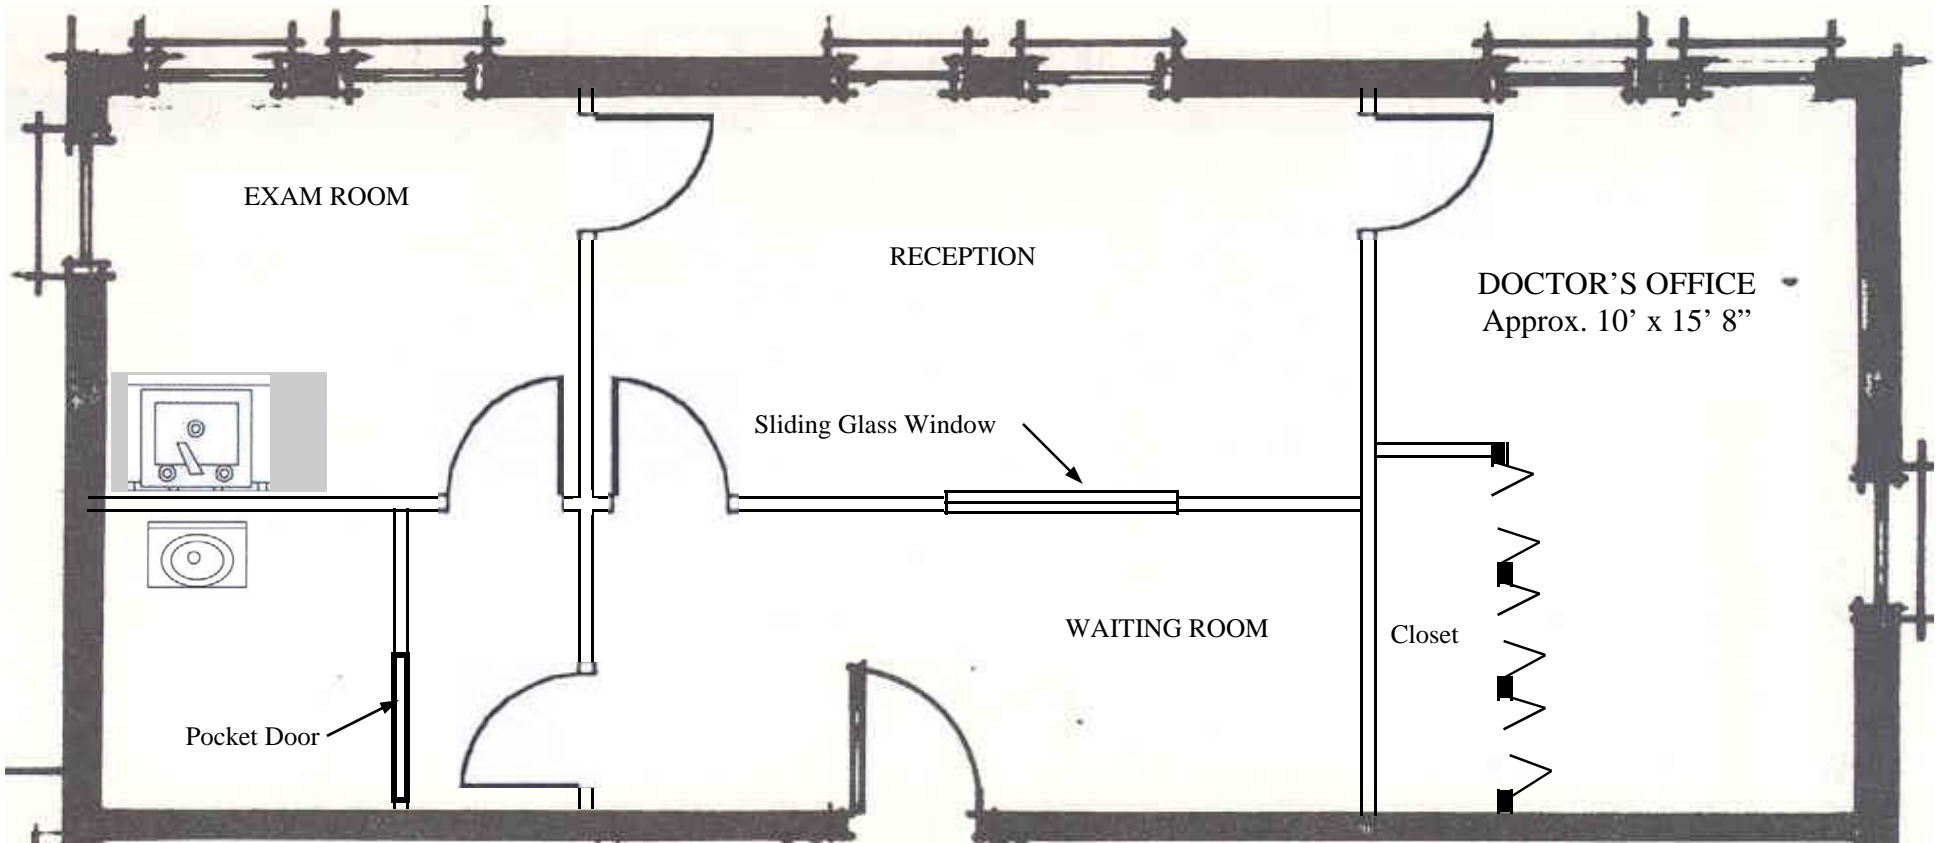 EXAM ROOM
RECEPTION
DOCTOR’S OFFICE
Approx. 10’ x 15’ 8”
Sliding Glass Window
WAITING ROOM
Closet
Pocket Door